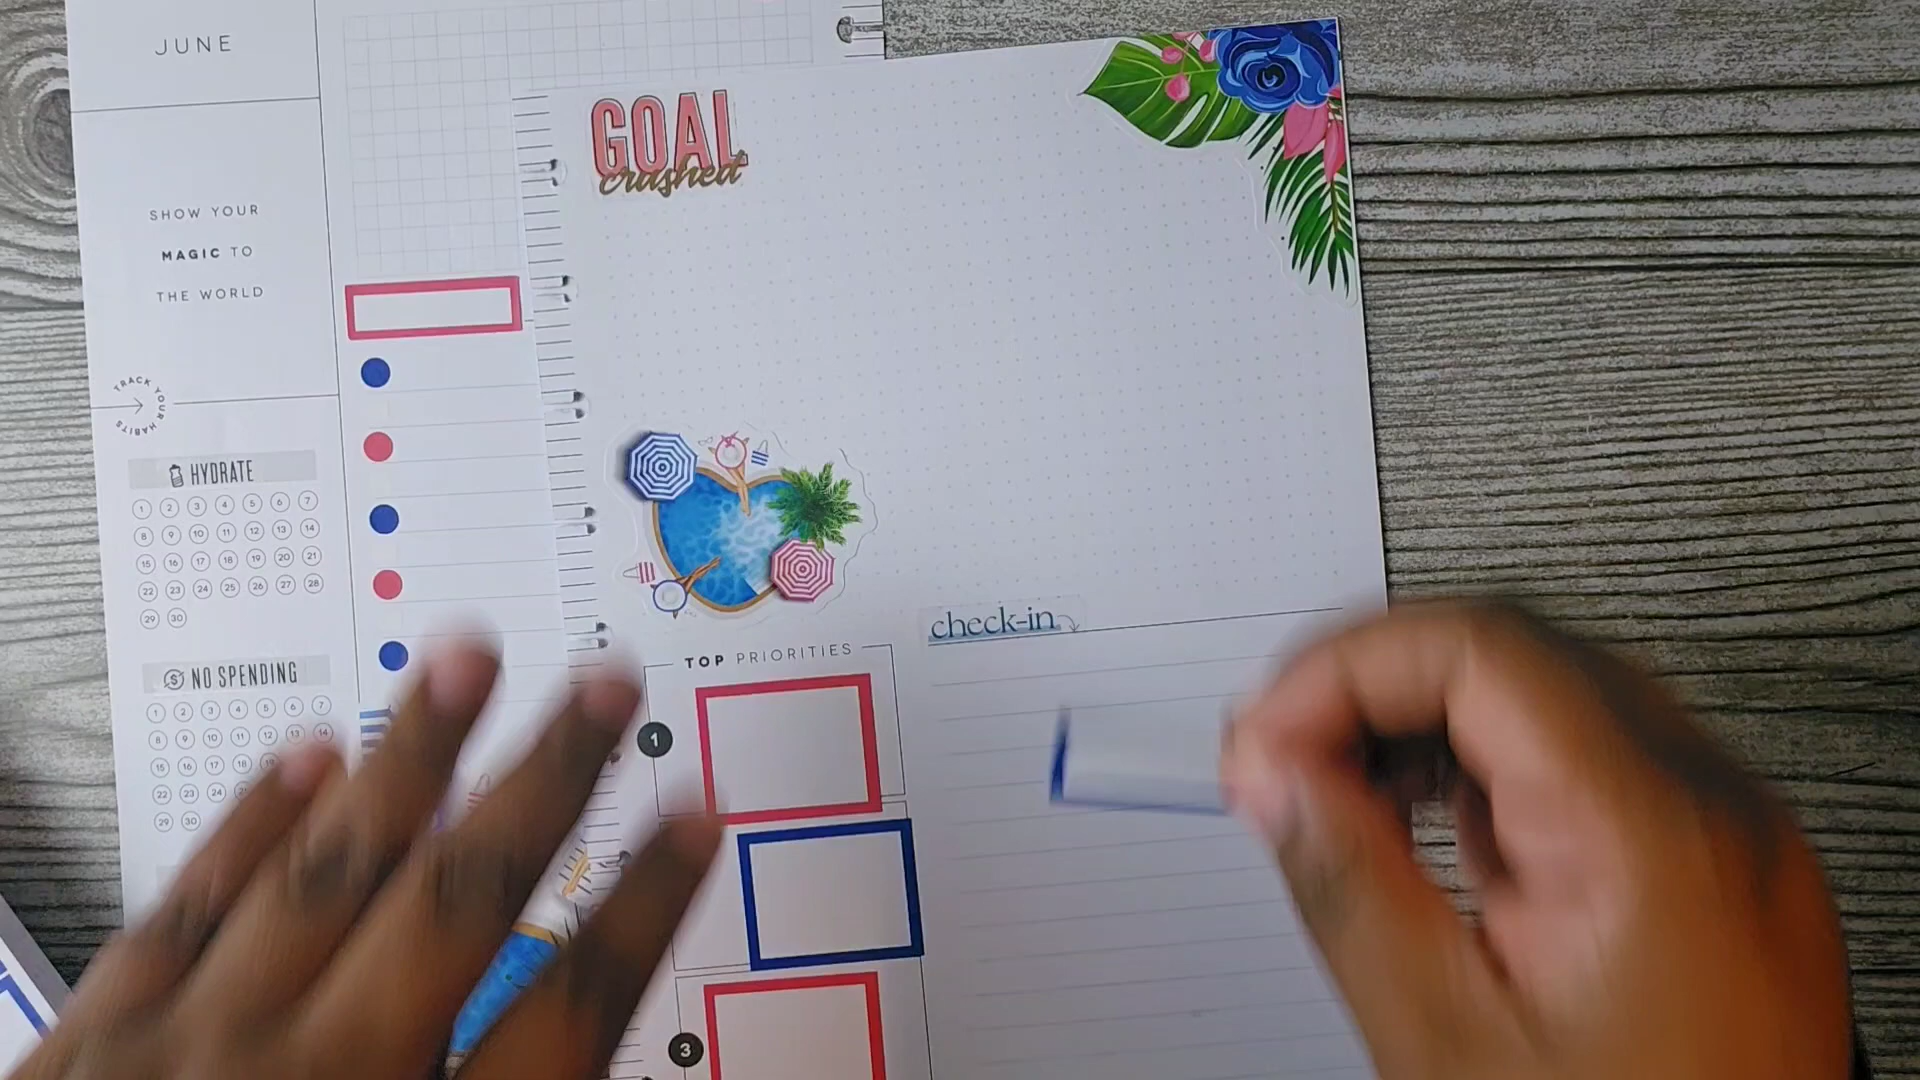 JUNE
SHOW YOUR
MAGIC TO
THE WORLD
TRACK YOUR HABITS
HYDRATE
1 2 3 4 5 6 7
8 9 10 11 12 13 14
15 16 17 18 19 20 21
22 23 24 25 26 27 28
29 30
NO SPENDING
1 2 3 4 5 6 7
8 9 10 11 12 13 14
15 16 17 18 19
22 23 24
29 30
GOAL
crushed
TOP PRIORITIES
1
3
check-in